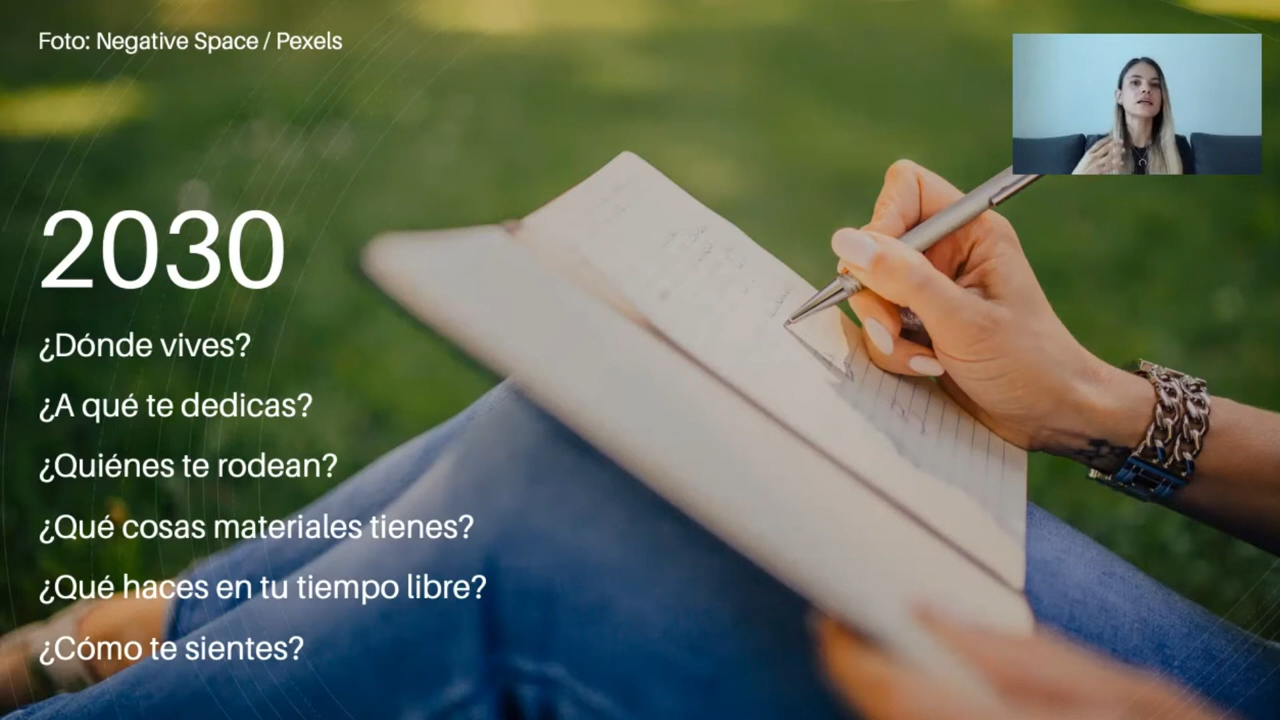 Foto: Negative Space / Pexels
2030
¿Dónde vives?
¿A qué te dedicas?
¿Quiénes te rodean?
¿Qué cosas materiales tienes?
¿Qué haces en tu tiempo libre?
¿Cómo te sientes?